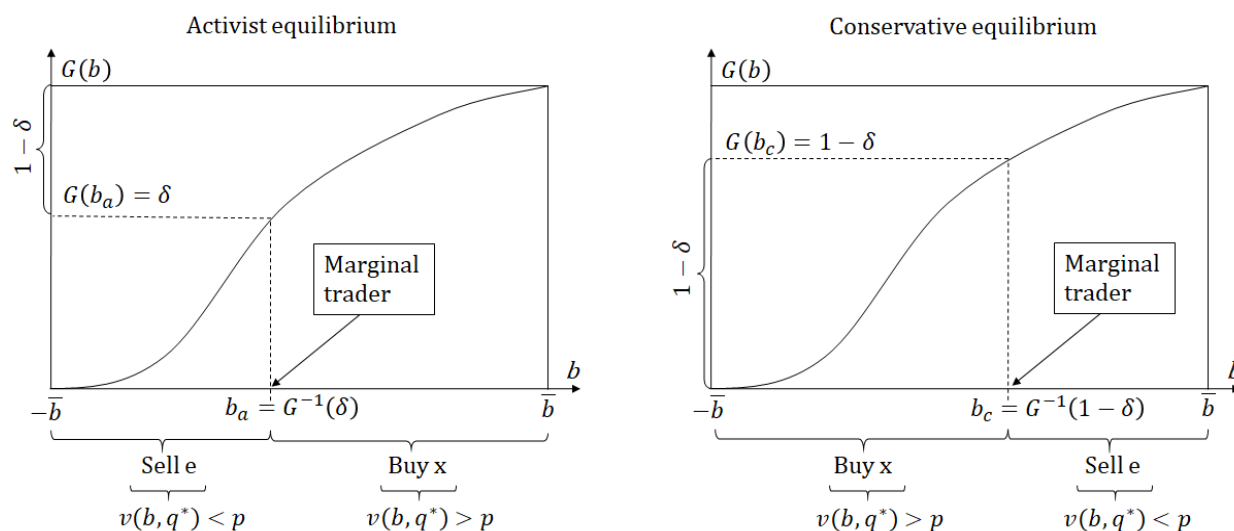 Activist equilibrium
G(b)
1 − δ
G(b_a) = δ
Marginal
trader
b
−b̅
b_a = G⁻¹(δ)
b̅
Sell e
Buy x
v(b, q*) < p
v(b, q*) > p
Conservative equilibrium
G(b)
G(b_c) = 1 − δ
1 − δ
Marginal
trader
b
−b̅
b_c = G⁻¹(1 − δ)
b̅
Buy x
Sell e
v(b, q*) > p
v(b, q*) < p